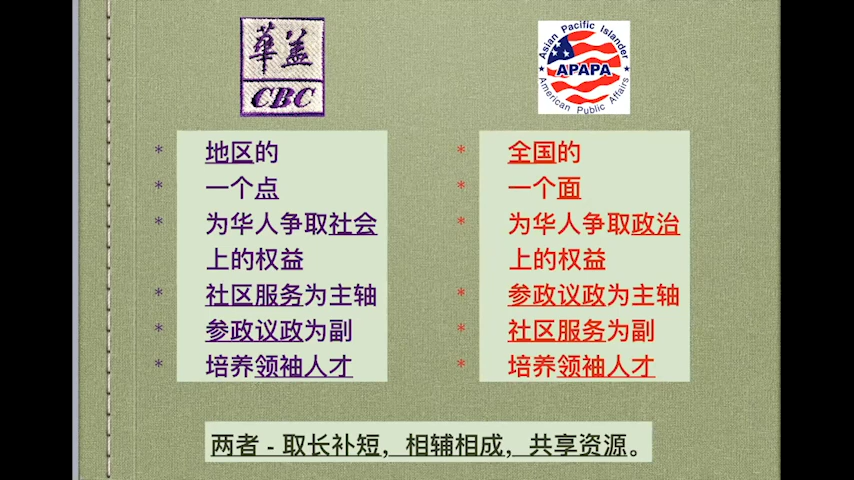 華益
CBC
Asian Pacific Islander
APAPA
American Public Affairs
* 地区的
* 一个点
* 为华人争取社会
上的权益
* 社区服务为主轴
* 参政议政为副
* 培养领袖人才
* 全国的
* 一个面
* 为华人争取政治
上的权益
* 参政议政为主轴
* 社区服务为副
* 培养领袖人才
两者 - 取长补短，相辅相成，共享资源。